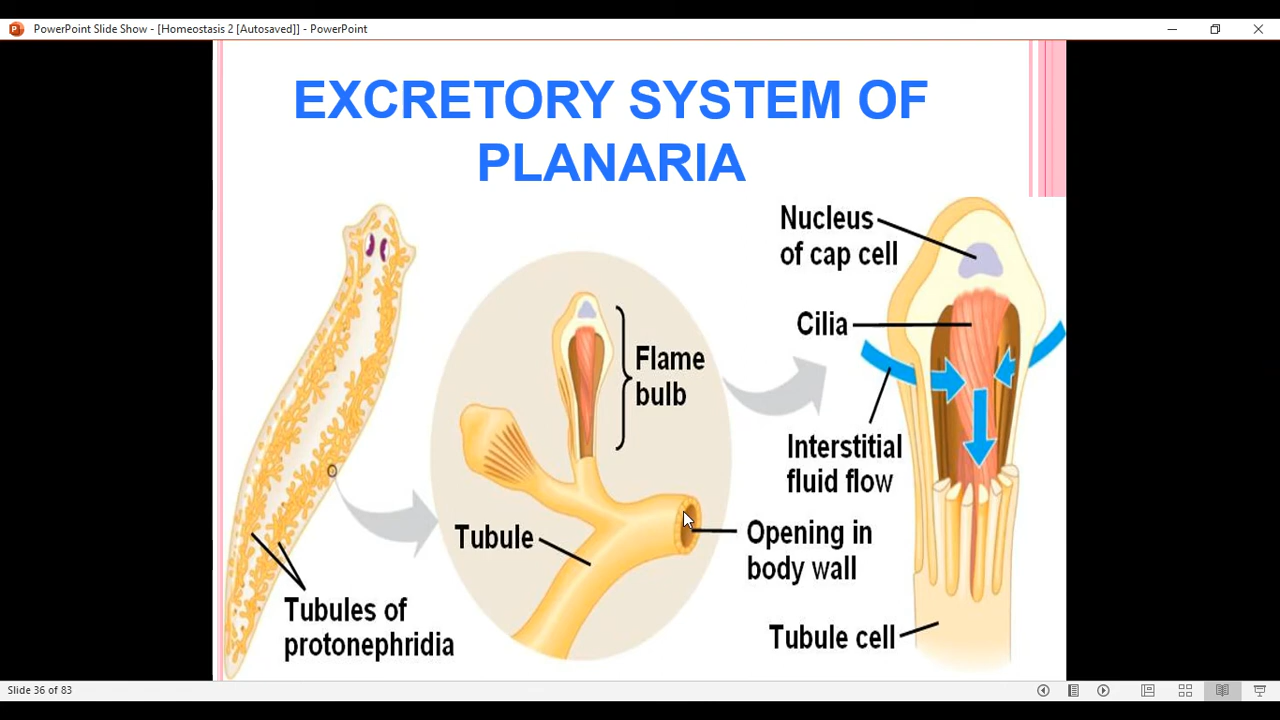 PowerPoint Slide Show - [Homeostasis 2 [Autosaved]] - PowerPoint
EXCRETORY SYSTEM OF
PLANARIA
Nucleus
of cap cell
Cilia
Flame
bulb
Interstitial
fluid flow
Tubule
Opening in
body wall
Tubules of
protonephridia
Tubule cell
Slide 36 of 83